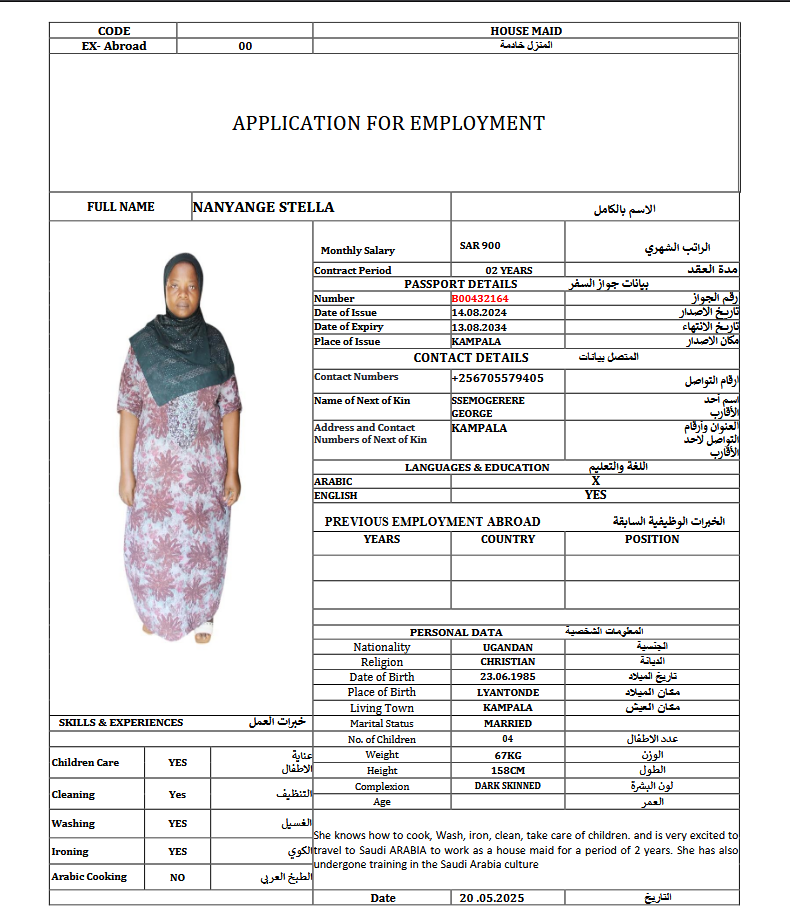 CODE HOUSE MAID
EX- Abroad 00 المنزل خادمة
APPLICATION FOR EMPLOYMENT
FULL NAME NANYANGE STELLA الاسم بالكامل
Monthly Salary SAR 900 الراتب الشهري
Contract Period 02 YEARS مدة العقد
PASSPORT DETAILS بيانات جواز السفر
Number B00432164 رقم الجواز
Date of Issue 14.08.2024 تاريخ الاصدار
Date of Expiry 13.08.2034 تاريخ الانتهاء
Place of Issue KAMPALA مكان الاصدار
CONTACT DETAILS المتصل بيانات
Contact Numbers +256705579405 ارقام التواصل
Name of Next of Kin SSEMOGERERE اسم أحد
GEORGE الأقارب
Address and Contact KAMPALA العنوان وأرقام
Numbers of Next of Kin التواصل لأحد
الأقارب
LANGUAGES & EDUCATION اللغة والتعليم
ARABIC X
ENGLISH YES
PREVIOUS EMPLOYMENT ABROAD الخبرات الوظيفية السابقة
YEARS COUNTRY POSITION
PERSONAL DATA المعلومات الشخصية
Nationality UGANDAN الجنسية
Religion CHRISTIAN الديانة
Date of Birth 23.06.1985 تاريخ الميلاد
Place of Birth LYANTONDE مكان الميلاد
Living Town KAMPALA مكان العيش
Marital Status MARRIED
No. of Children 04 عدد الاطفال
Weight 67KG الوزن
Height 158CM الطول
Complexion DARK SKINNED لون البشرة
Age العمر
SKILLS & EXPERIENCES خبرات العمل
Children Care YES عناية
الاطفال
Cleaning Yes التنظيف
Washing YES الغسيل
Ironing YES الكوي
Arabic Cooking NO الطبخ العربي
She knows how to cook, Wash, iron, clean, take care of children. and is very excited to
travel to Saudi ARABIA to work as a house maid for a period of 2 years. She has also
undergone training in the Saudi Arabia culture
Date 20 .05.2025 التاريخ